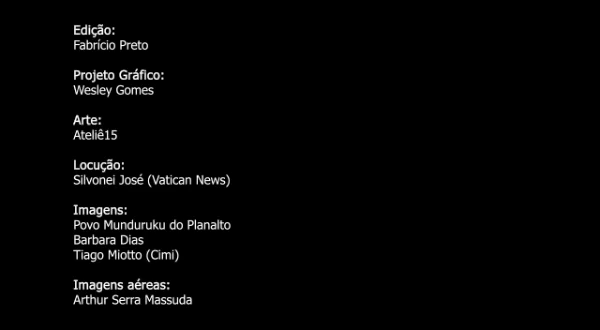 Edição:
Fabrício Preto
Projeto Gráfico:
Wesley Gomes
Arte:
Ateliê15
Locução:
Silvonei José (Vatican News)
Imagens:
Povo Munduruku do Planalto
Barbara Dias
Tiago Miotto (Cimi)
Imagens aéreas:
Arthur Serra Massuda